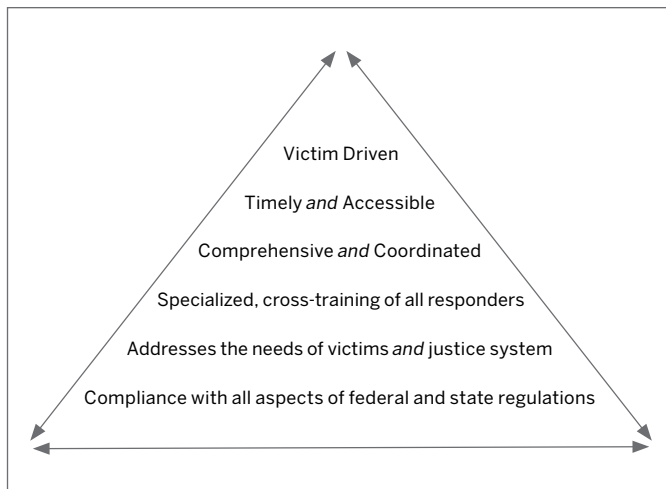 Victim Driven
Timely and Accessible
Comprehensive and Coordinated
Specialized, cross-training of all responders
Addresses the needs of victims and justice system
Compliance with all aspects of federal and state regulations